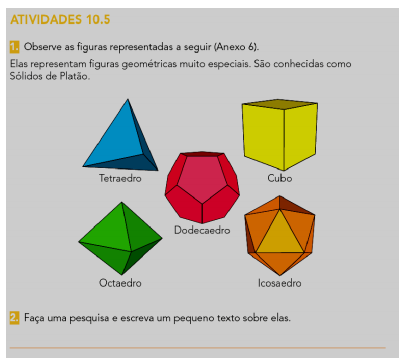 ATIVIDADES 10.5
1. Observe as figuras representadas a seguir (Anexo 6).
Elas representam figuras geométricas muito especiais. São conhecidas como
Sólidos de Platão.
Tetraedro
Cubo
Dodecaedro
Octaedro
Icosaedro
2. Faça uma pesquisa e escreva um pequeno texto sobre elas.